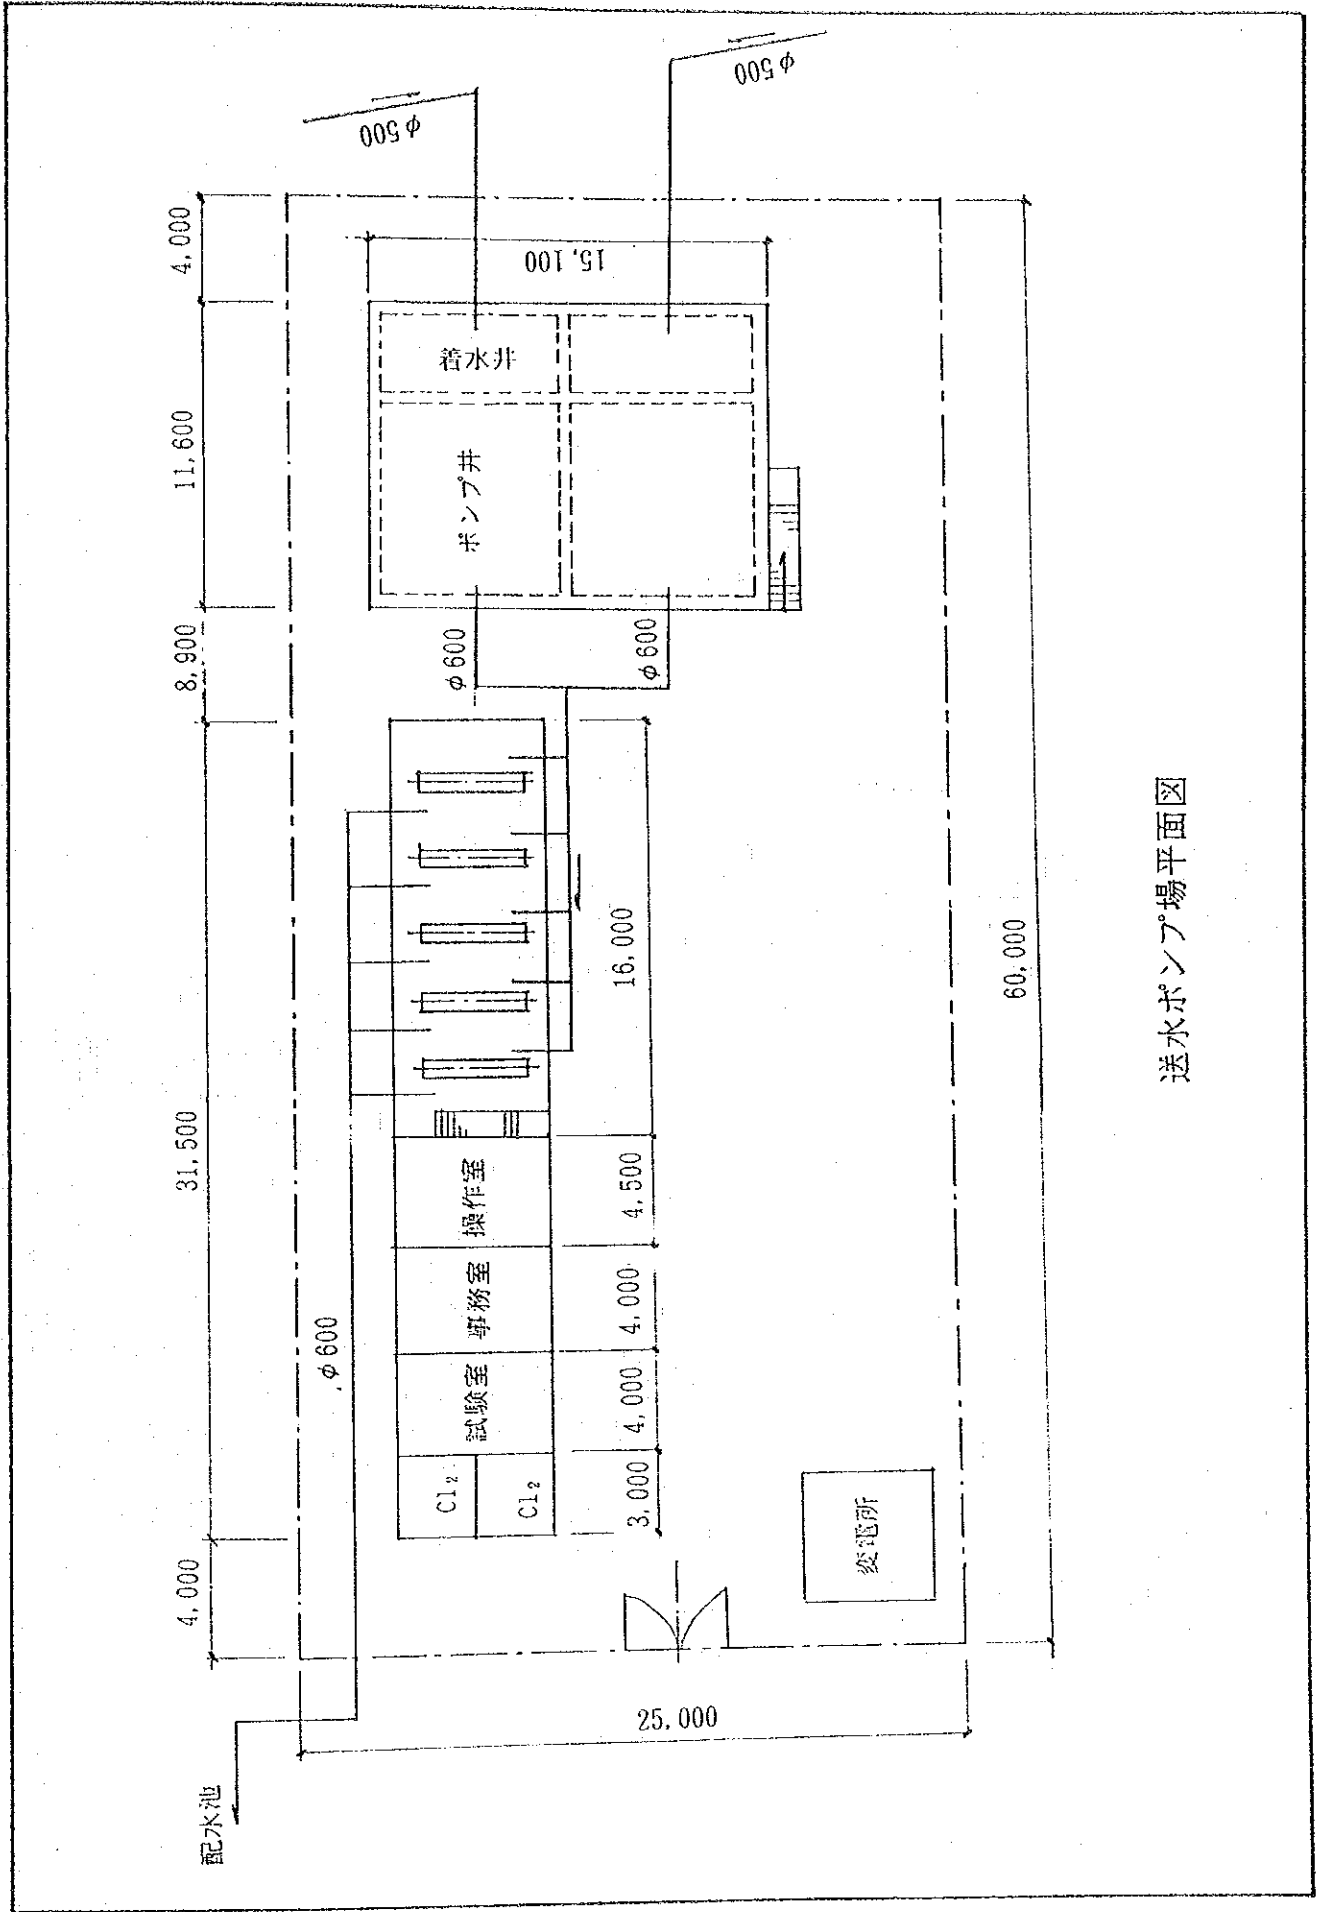 配水池
4,000
31,500
8,900
11,600
4,000
φ600
φ500
φ500
15,100
着水井
ポンプ井
φ600
φ600
Cl₂
Cl₂
試験室
事務室
操作室
3,000
4,000
4,000
4,500
16,000
変電所
25,000
60,000
送水ポンプ場平面図